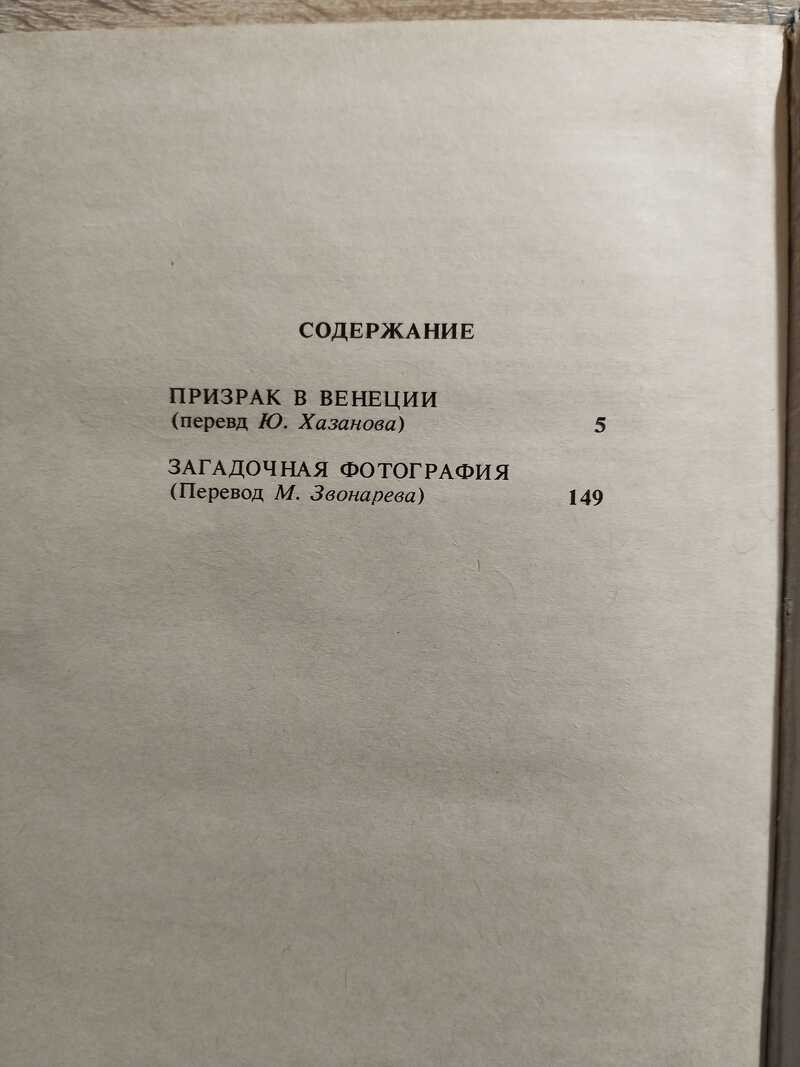 СОДЕРЖАНИЕ
ПРИЗРАК В ВЕНЕЦИИ
(перевд Ю. Хазанова) 5
ЗАГАДОЧНАЯ ФОТОГРАФИЯ
(Перевод М. Звонарева) 149